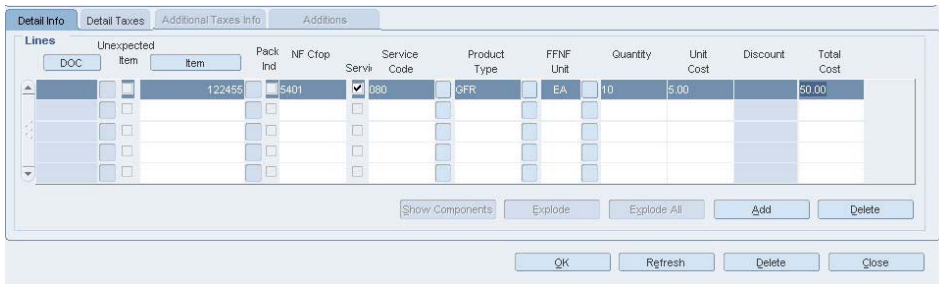 Detail Info Detail Taxes Additional Taxes Info Additions
Lines
DOC Unexpected Item Item Pack Ind NF Cfop Servi Service Code Product Type FFNF Unit Quantity Unit Cost Discount Total Cost
122455 5401 080 GFR EA 10 5.00 50.00
Show Components Explode Explode All Add Delete
OK Refresh Delete Close